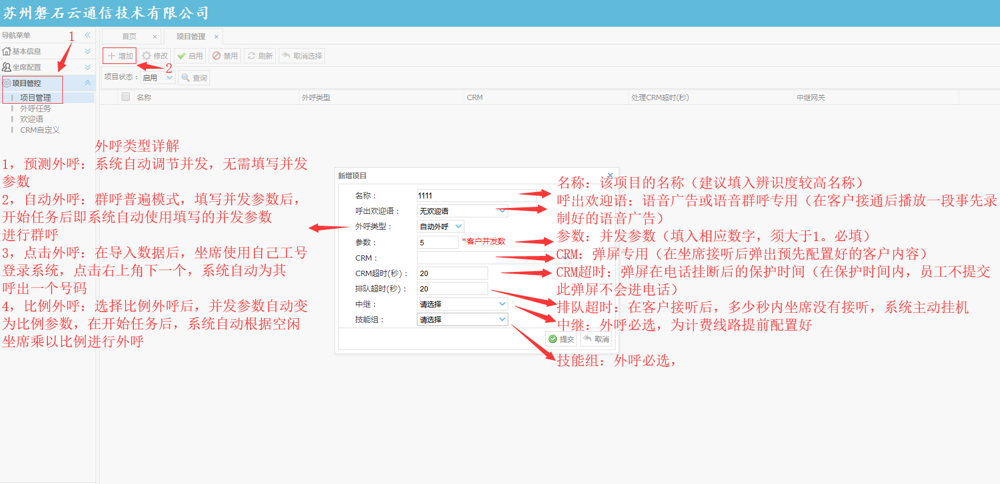 苏州磐石云通信技术有限公司
导航菜单
1
首页
项目管理
基本信息
坐席配置
项目管控
项目管理
外呼任务
欢迎语
CRM自定义
增加
修改
启用
禁用
刷新
取消选择
2
项目状态：
启用
查询
名称
外呼类型
CRM
处理CRM超时(秒)
中继网关
外呼类型详解
1，预测外呼：系统自动调节并发，无需填写并发
参数
2，自动外呼：群呼普遍模式，填写并发参数后，
开始任务后即系统自动使用填写的并发参数
进行群呼
3，点击外呼：在导入数据后，坐席使用自己工号
登录系统，点击右上角下一个，系统自动为其
呼出一个号码
4，比例外呼：选择比例外呼后，并发参数自动变
为比例参数，在开始任务后，系统自动根据空闲
坐席乘以比例进行外呼
新增项目
名称：
1111
呼出欢迎语：
无欢迎语
外呼类型：
自动外呼
参数：
5
*客户并发数
CRM：
CRM超时(秒)：
20
排队超时(秒)：
20
中继：
请选择
技能组：
请选择
提交
取消
名称：该项目的名称（建议填入辨识度较高名称）
呼出欢迎语：语音广告或语音群呼专用（在客户接通后播放一段事先录
制好的语音广告）
参数：并发参数（填入相应数字，须大于1。必填）
CRM：弹屏专用（在坐席接听后弹出预先配置好的客户内容）
CRM超时：弹屏在电话挂断后的保护时间（在保护时间内，员工不提交
此弹屏不会进电话）
排队超时：在客户接听后，多少秒内坐席没有接听，系统主动挂机
中继：外呼必选，为计费线路提前配置好
技能组：外呼必选，